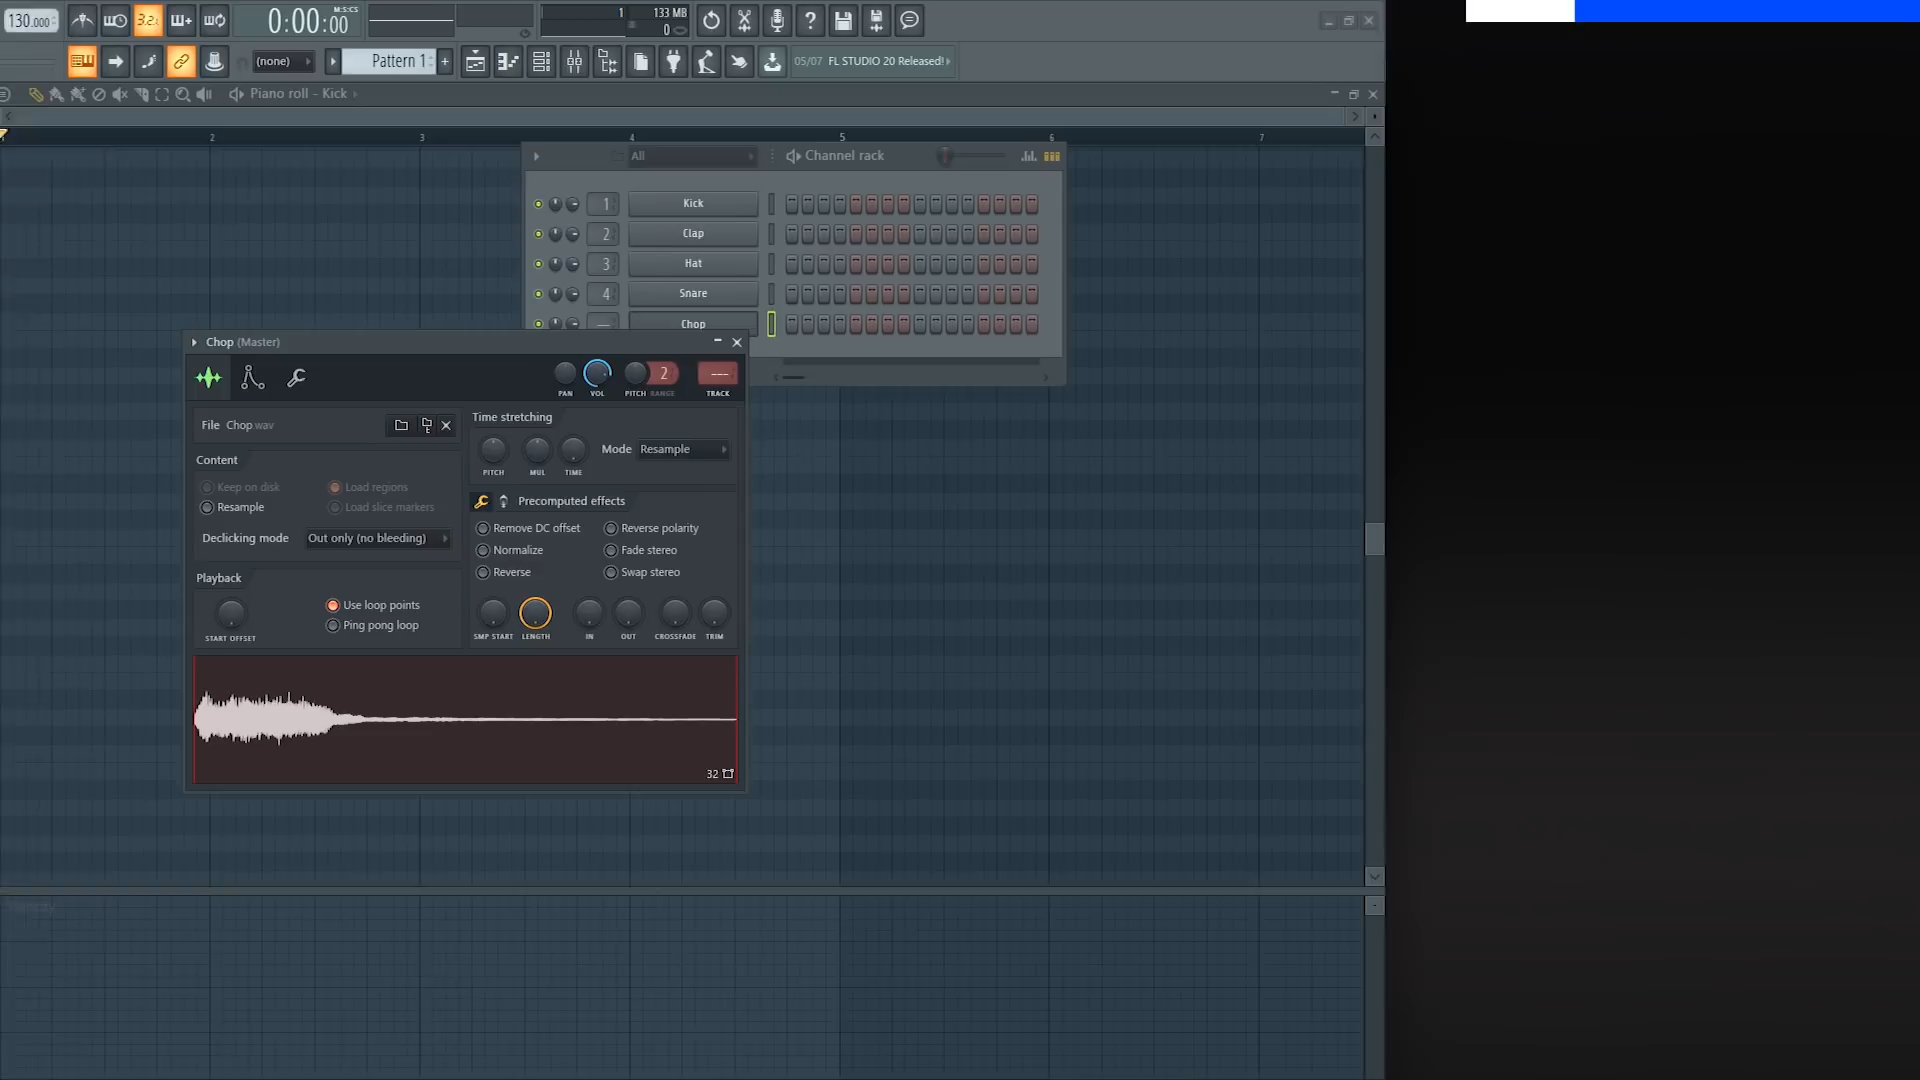 130.000
3.2.
0:00:00
M:S:CS
1
133 MB
0
(none)
Pattern 1
+
05/07 FL STUDIO 20 Released!
Piano roll - Kick
2
3
4
5
6
7
All
Channel rack
1
Kick
2
Clap
3
Hat
4
Snare
---
Chop
Chop (Master)
PAN
VOL
PITCH
2
RANGE
---
TRACK
File Chop.wav
Content
Keep on disk
Load regions
Resample
Load slice markers
Declicking mode
Out only (no bleeding)
Playback
START OFFSET
Use loop points
Ping pong loop
Time stretching
PITCH
MUL
TIME
Mode
Resample
Precomputed effects
Remove DC offset
Reverse polarity
Normalize
Fade stereo
Reverse
Swap stereo
SMP START
LENGTH
IN
OUT
CROSSFADE
TRIM
32